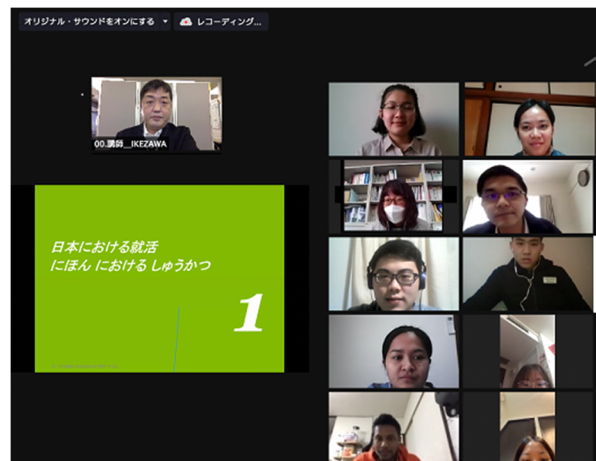 オリジナル・サウンドをオンにする
レコーディング...
00.講師__IKEZAWA
日本における就活
にほん における しゅうかつ
1